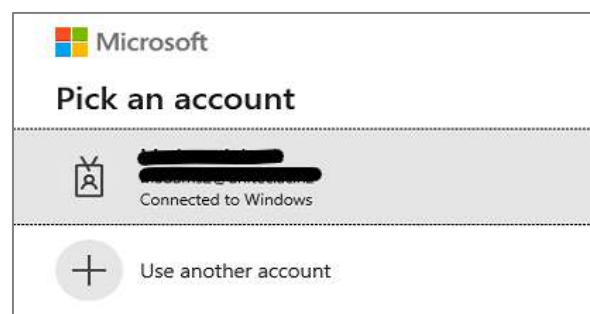 Microsoft
Pick an account
Connected to Windows
Use another account